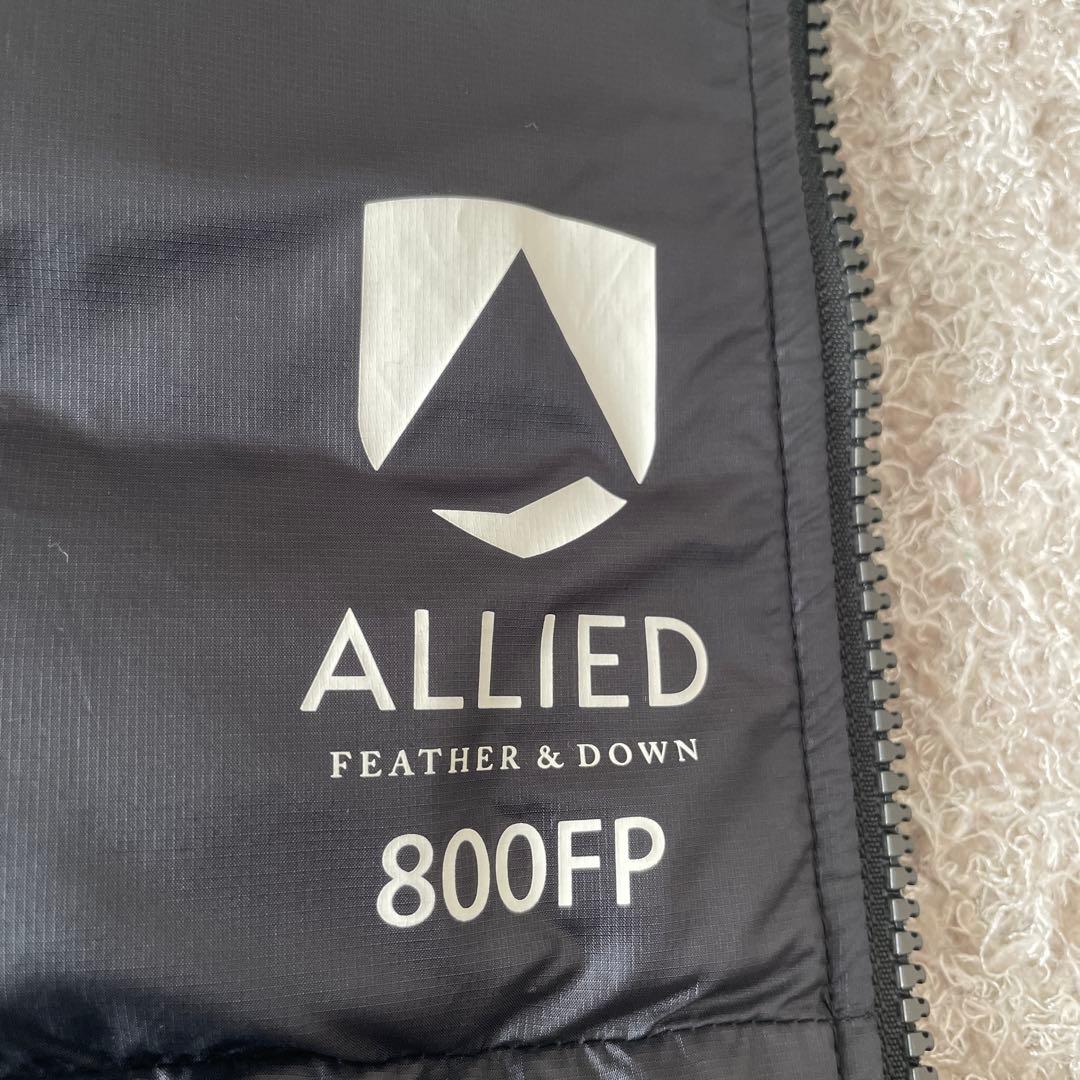 ALLIED
FEATHER & DOWN
800FP